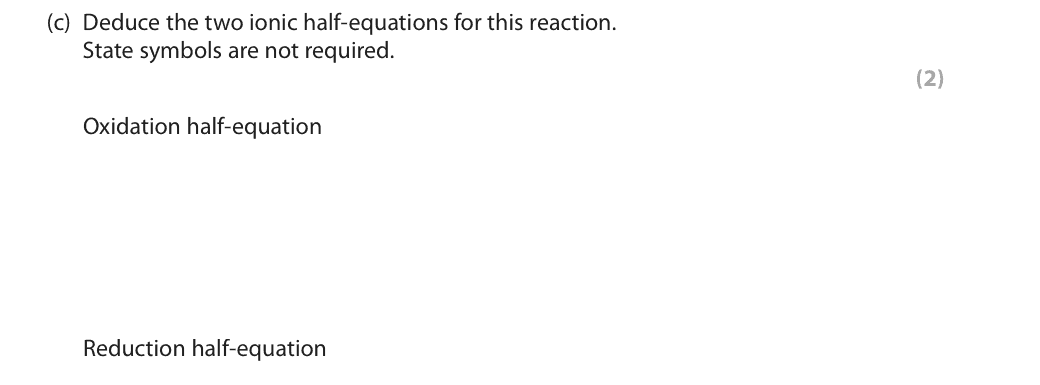 (c) Deduce the two ionic half-equations for this reaction.
State symbols are not required.
(2)
Oxidation half-equation
Reduction half-equation